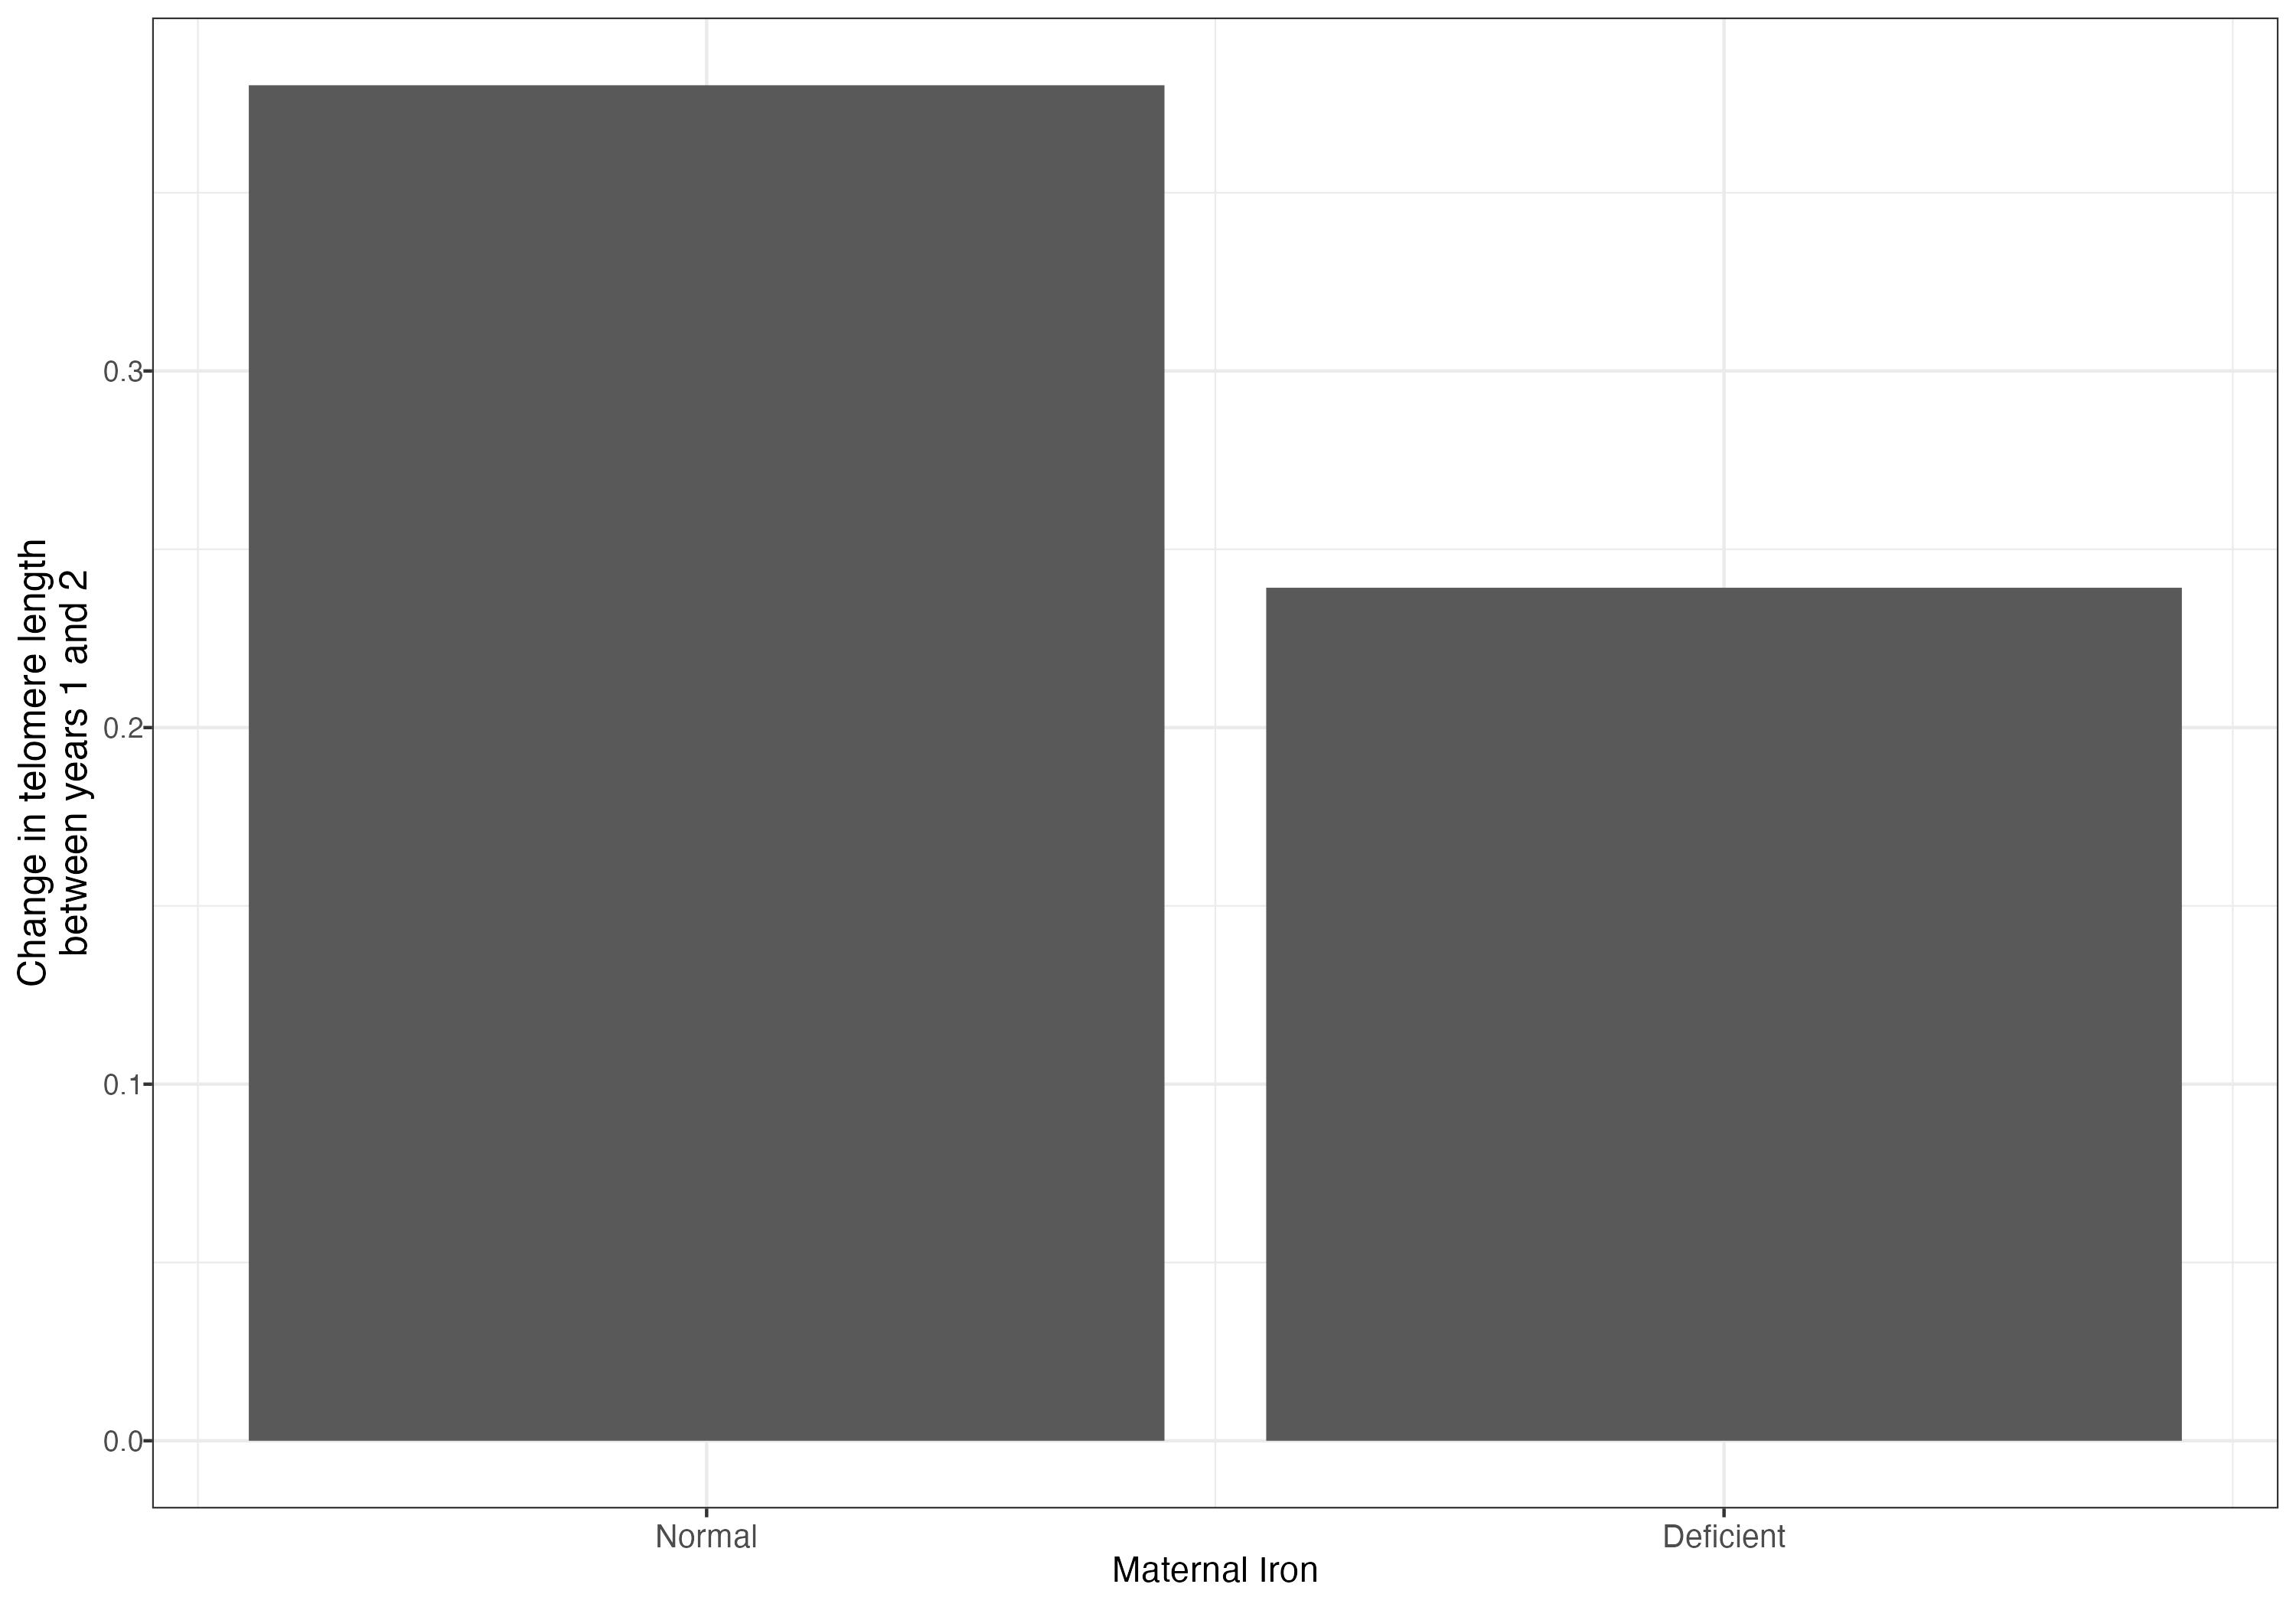 Change in telomere length
between years 1 and 2
0.3
0.2
0.1
0.0
Normal
Deficient
Maternal Iron